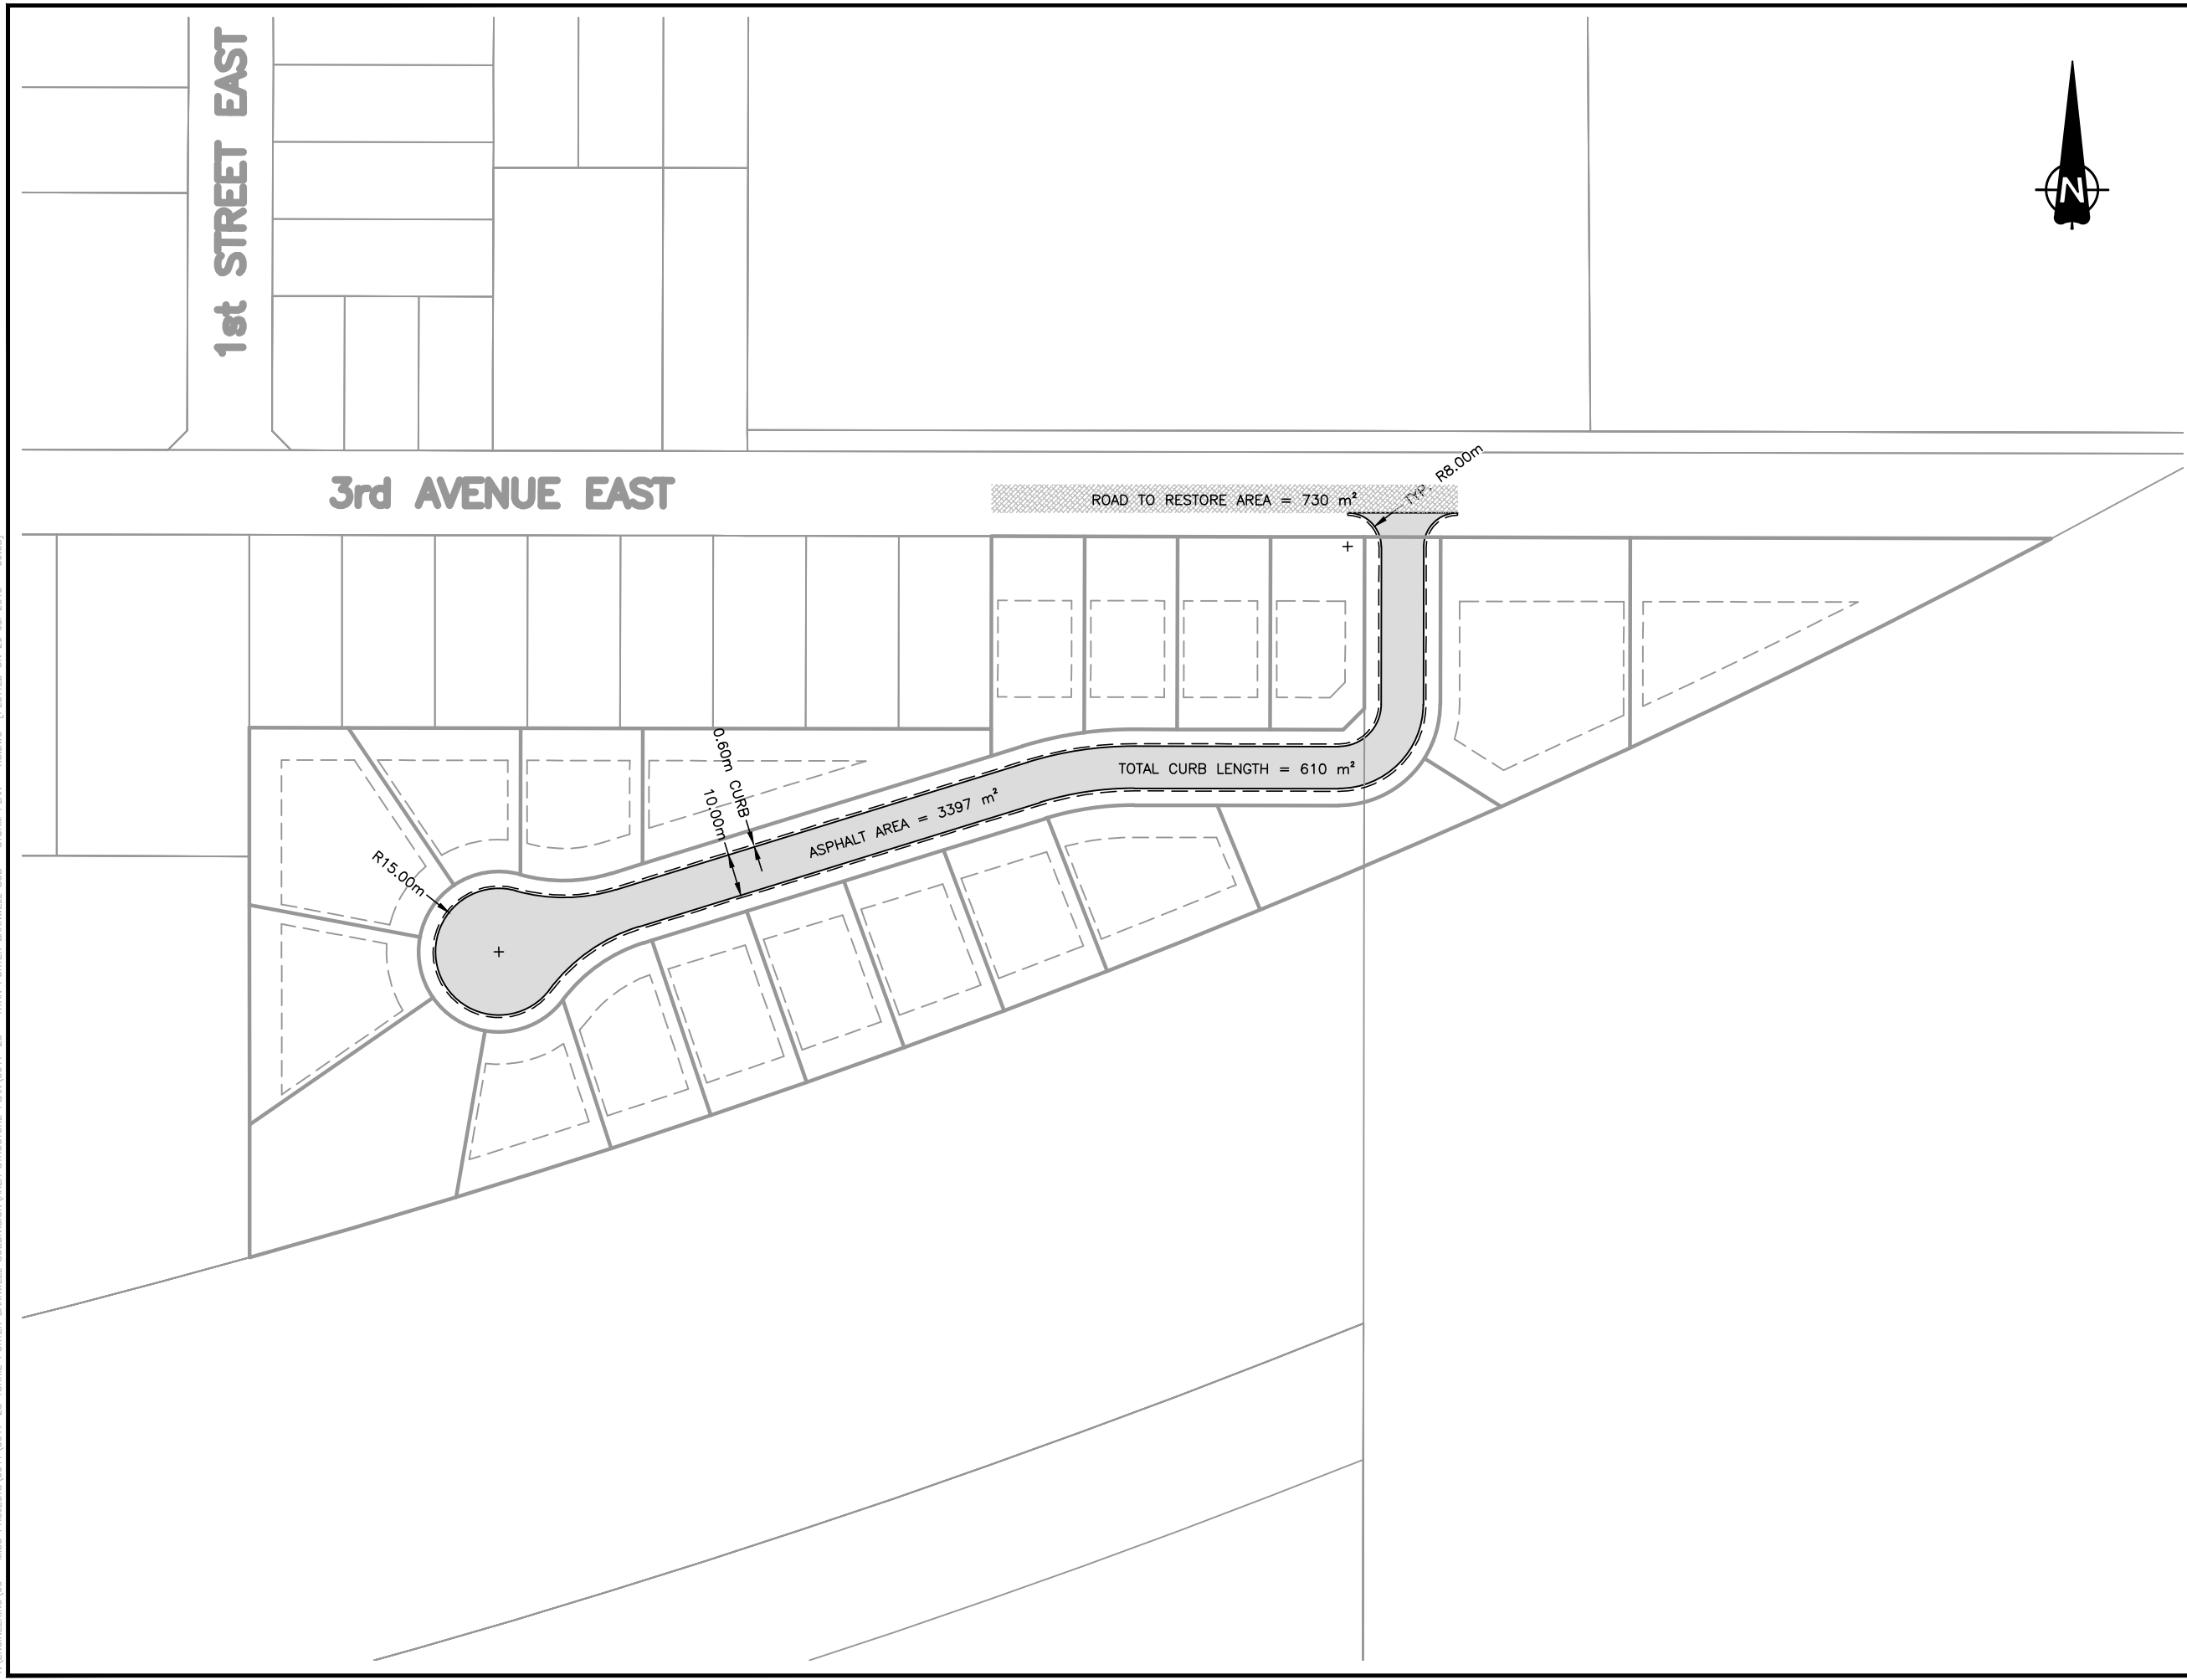 1st STREET EAST
N
3rd AVENUE EAST
ROAD TO RESTORE AREA = 730 m²
TYP. R8.00m
0.60m CURB
10.00m
TOTAL CURB LENGTH = 610 m²
ASPHALT AREA = 3397 m²
R15.00m